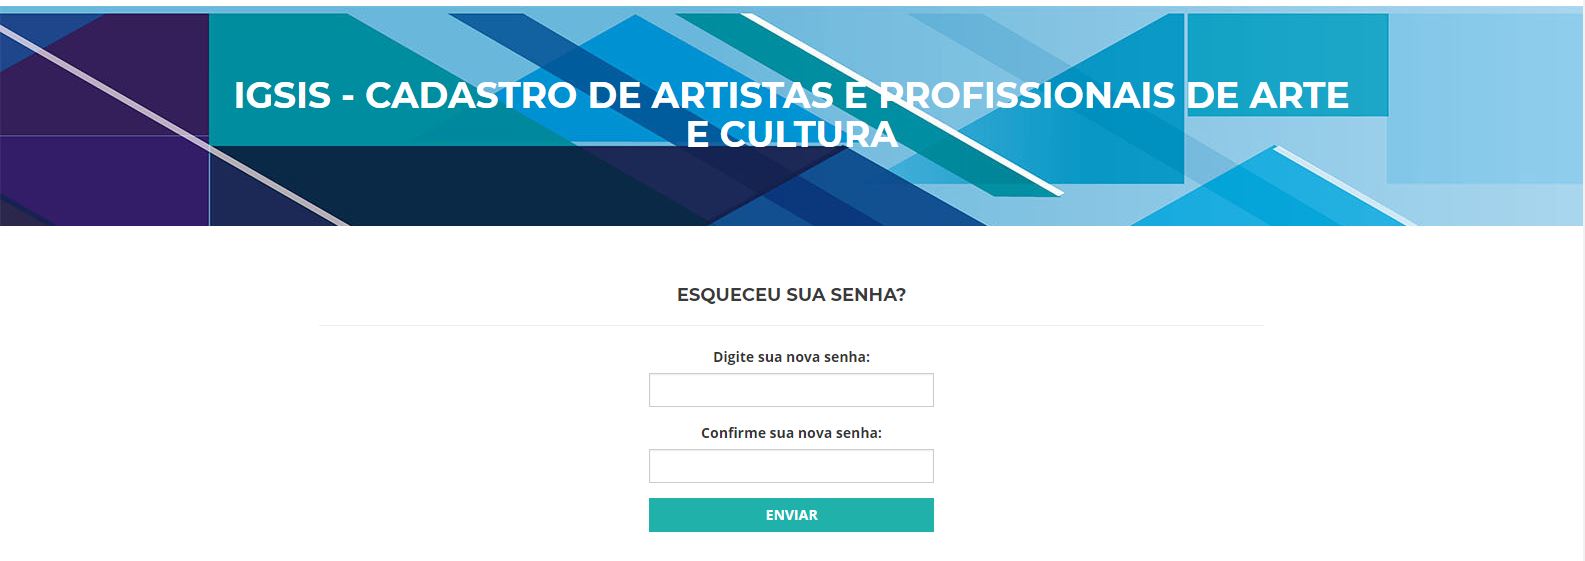 IGSIS - CADASTRO DE ARTISTAS E PROFISSIONAIS DE ARTE
E CULTURA
ESQUECEU SUA SENHA?
Digite sua nova senha:
Confirme sua nova senha:
ENVIAR